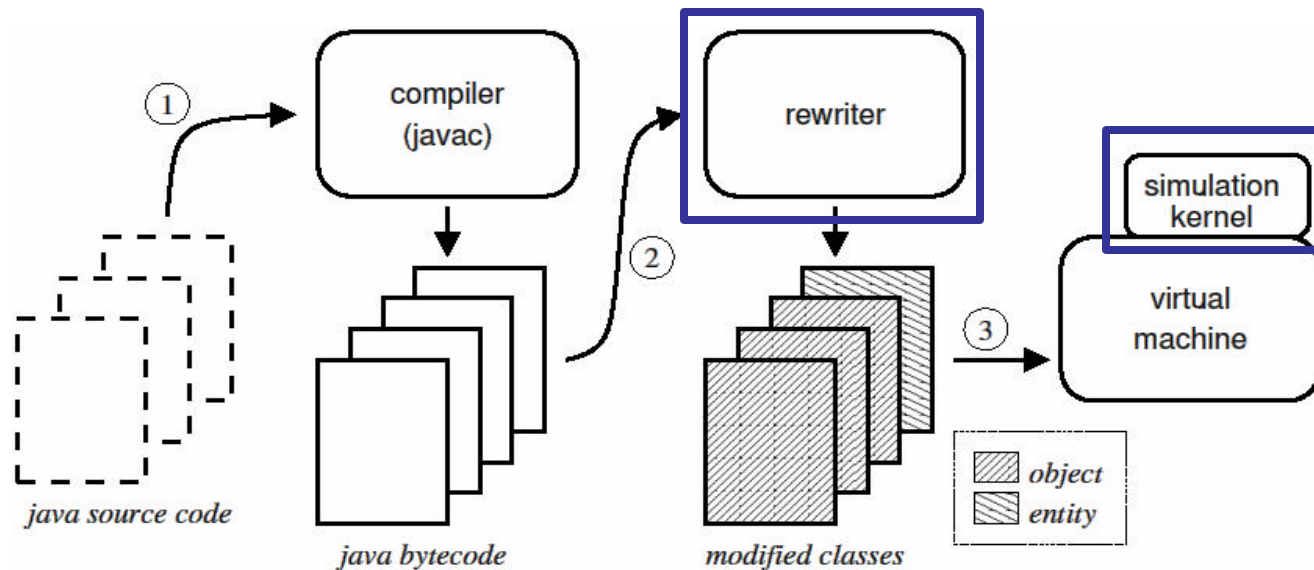 1
compiler
(javac)
rewriter
simulation
kernel
2
virtual
machine
3
object
entity
java source code
java bytecode
modified classes